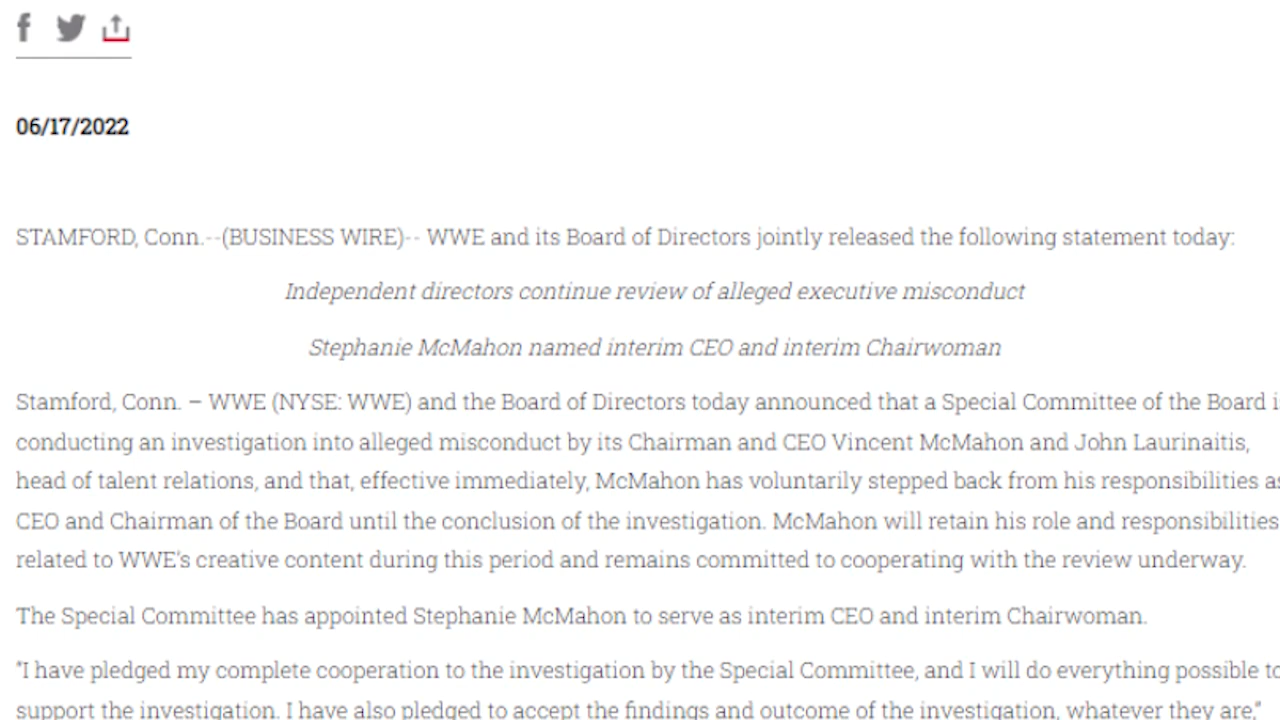 06/17/2022
STAMFORD, Conn.--(BUSINESS WIRE)-- WWE and its Board of Directors jointly released the following statement today:
Independent directors continue review of alleged executive misconduct
Stephanie McMahon named interim CEO and interim Chairwoman
Stamford, Conn. – WWE (NYSE: WWE) and the Board of Directors today announced that a Special Committee of the Board
conducting an investigation into alleged misconduct by its Chairman and CEO Vincent McMahon and John Laurinaitis,
head of talent relations, and that, effective immediately, McMahon has voluntarily stepped back from his responsibilities as
CEO and Chairman of the Board until the conclusion of the investigation. McMahon will retain his role and responsibilities
related to WWE's creative content during this period and remains committed to cooperating with the review underway.
The Special Committee has appointed Stephanie McMahon to serve as interim CEO and interim Chairwoman.
“I have pledged my complete cooperation to the investigation by the Special Committee, and I will do everything possible to
support the investigation. I have also pledged to accept the findings and outcome of the investigation, whatever they are,”